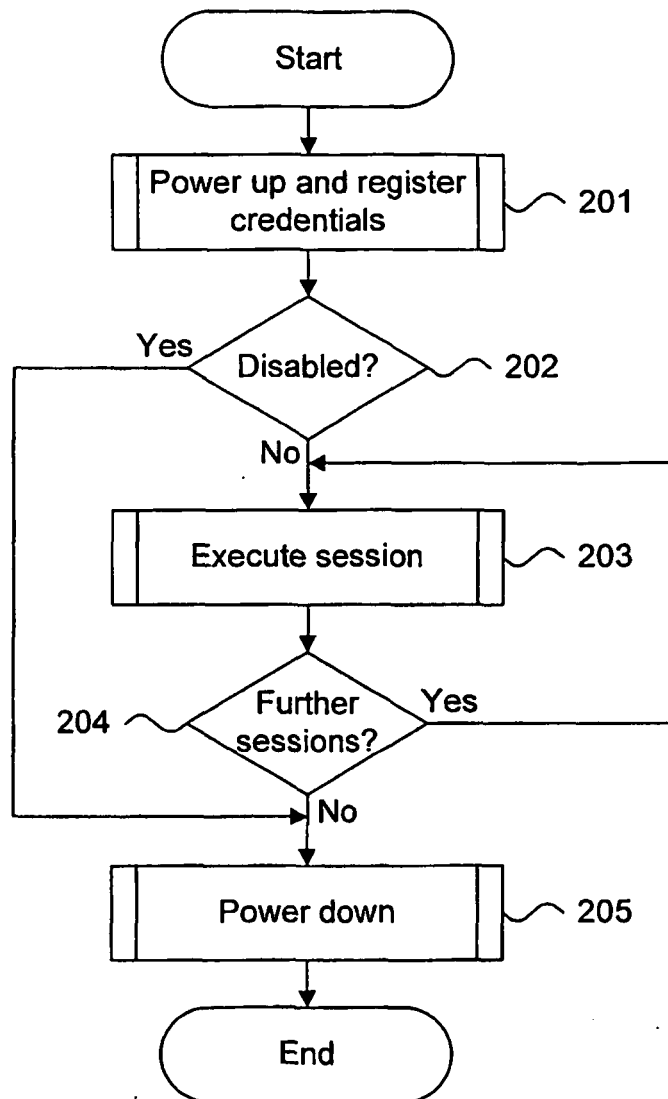 Start
Power up and register
credentials
201
Yes
Disabled?
202
No
Execute session
203
204
Further
sessions?
Yes
No
Power down
205
End